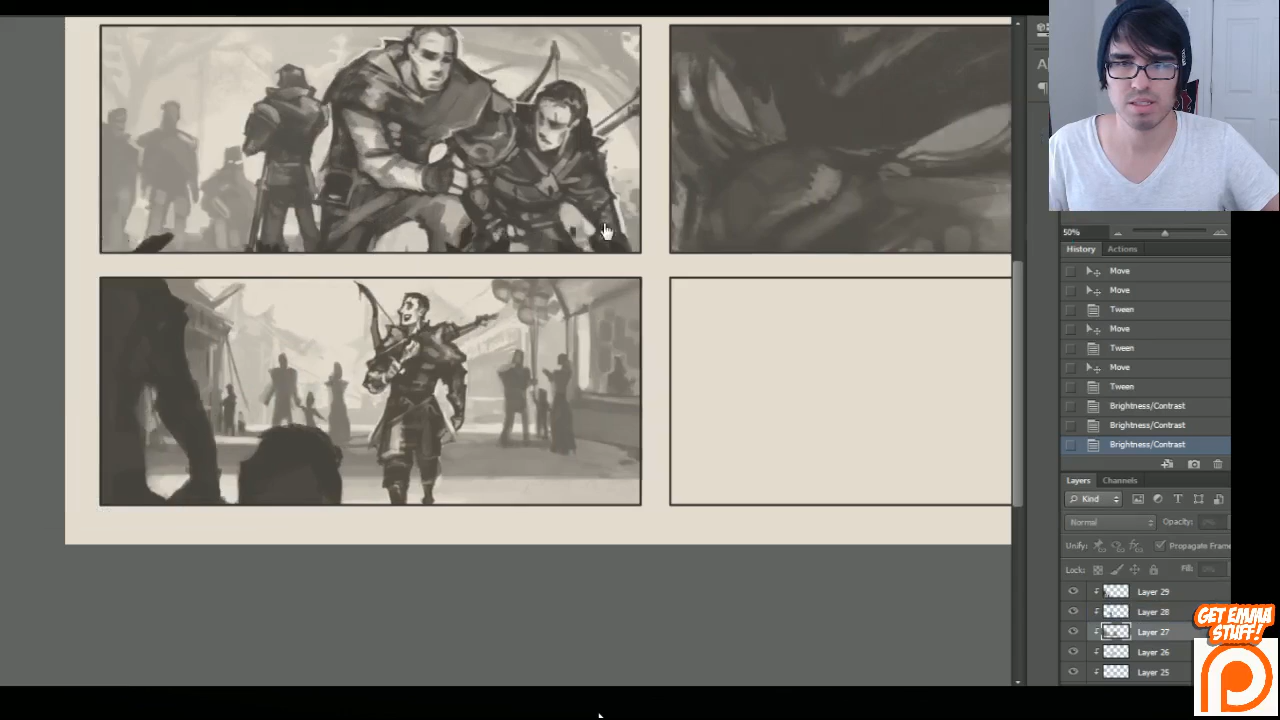 50%
History
Actions
Move
Move
Tween
Move
Tween
Move
Tween
Brightness/Contrast
Brightness/Contrast
Brightness/Contrast
Layers
Channels
Kind
Normal
Opacity:
Unify:
Propagate Frame
Lock:
Fill:
Layer 29
Layer 28
Layer 27
Layer 26
Layer 25
GET EMMA
STUFF!